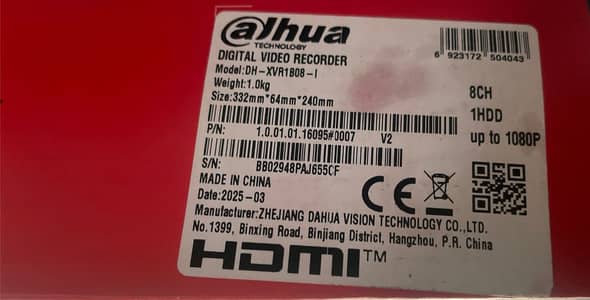 alhua
TECHNOLOGY
DIGITAL VIDEO RECORDER
Model:DH-XVR1B08-I
Weight:1.0kg
Size:332mm*64mm*240mm
6 923172 504043
8CH
1HDD
up to 1080P
P/N: 1.0.01.01.16095#0007 V2
S/N: BB02948PAJ655CF
MADE IN CHINA
Date:2025-03
CE
Manufacturer:ZHEJIANG DAHUA VISION TECHNOLOGY CO., LTD.
No.1399, Binxing Road, Binjiang District, Hangzhou, P.R. China
HDMI™